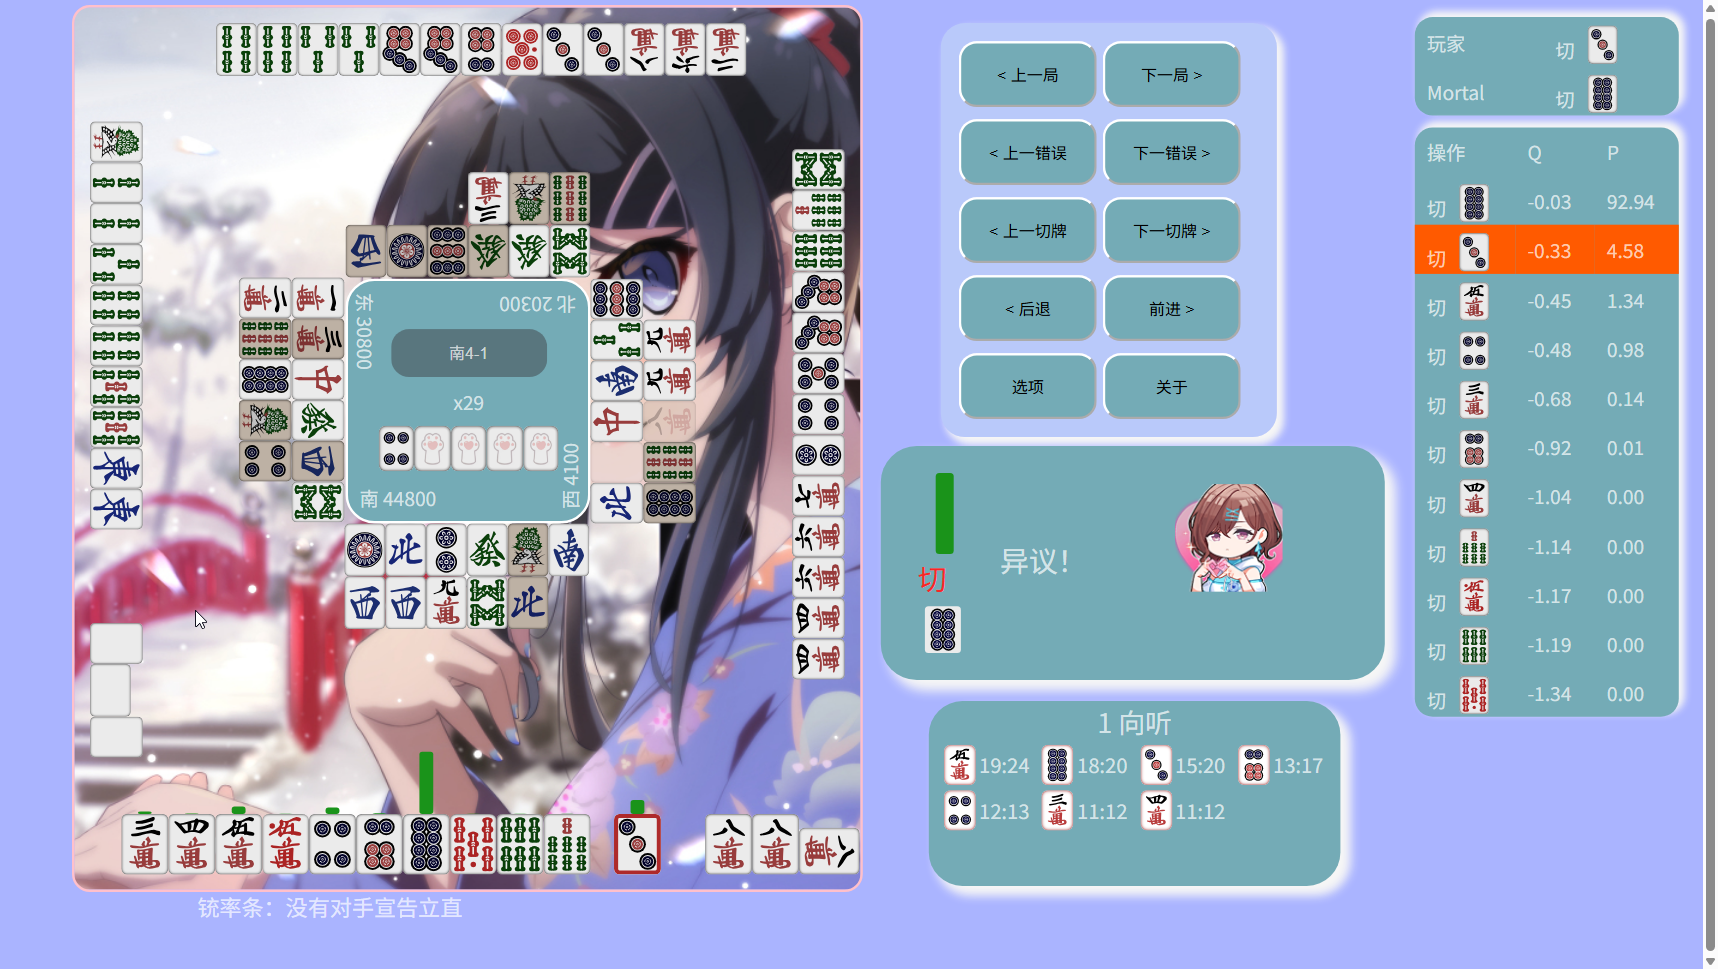 东 30800
北 20300
南4-1
x29
南 44800
西 4100
铳率条：没有对手宣告立直
< 上一局
下一局 >
< 上一错误
下一错误 >
< 上一切牌
下一切牌 >
< 后退
前进 >
选项
关于
切
异议！
1 向听
19:24
18:20
15:20
13:17
12:13
11:12
11:12
玩家 切
Mortal 切
操作 Q P
切 -0.03 92.94
切 -0.33 4.58
切 -0.45 1.34
切 -0.48 0.98
切 -0.68 0.14
切 -0.92 0.01
切 -1.04 0.00
切 -1.14 0.00
切 -1.17 0.00
切 -1.19 0.00
切 -1.34 0.00